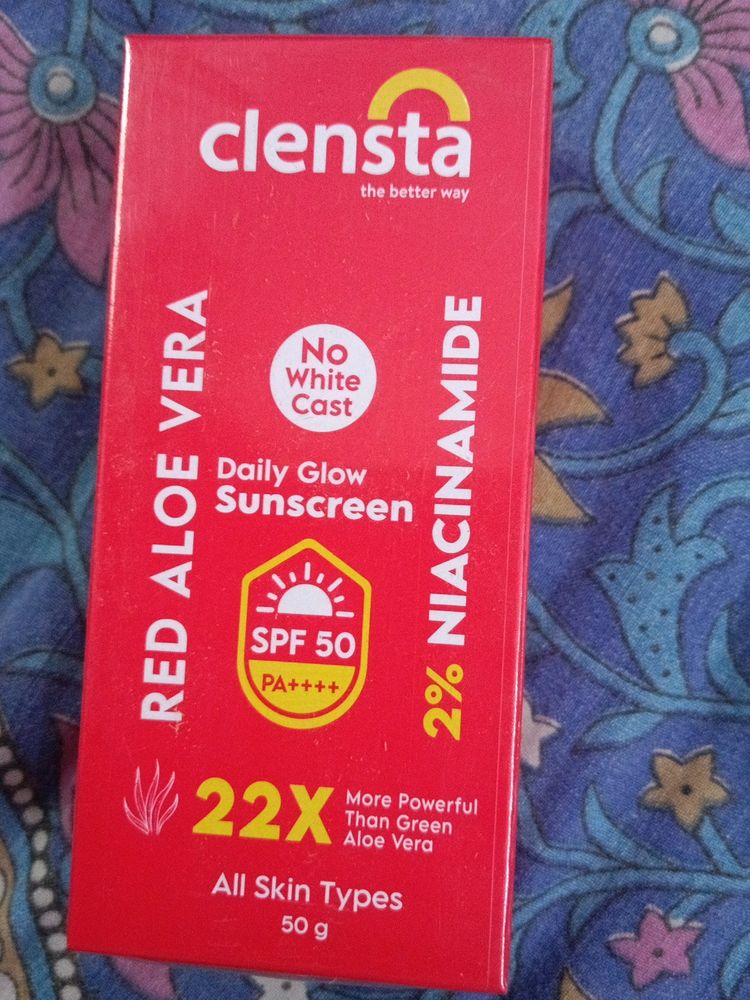 clensta
the better way
RED ALOE VERA
No
White
Cast
Daily Glow
Sunscreen
2% NIACINAMIDE
SPF 50
PA++++
22X
More Powerful
Than Green
Aloe Vera
All Skin Types
50 g